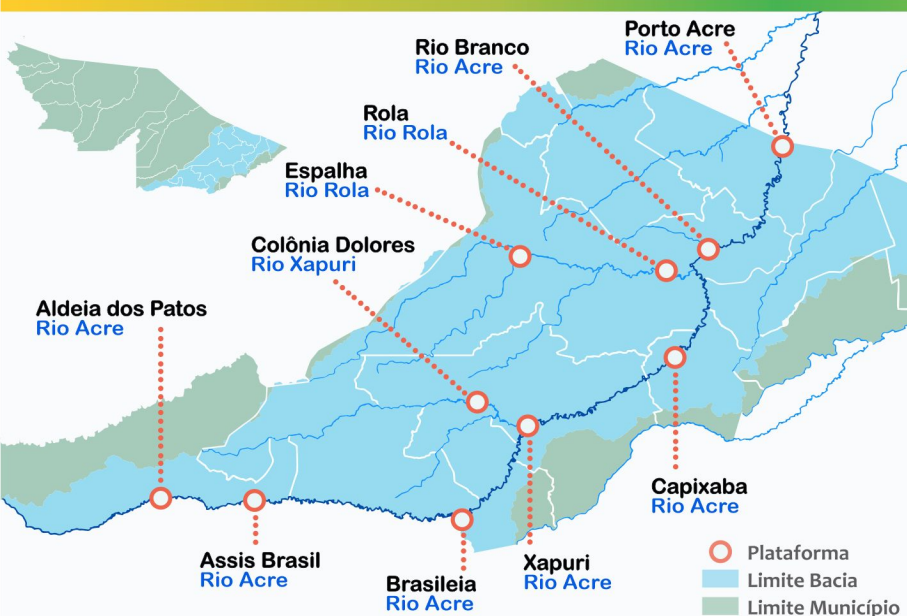 Porto Acre
Rio Acre
Rio Branco
Rio Acre
Rola
Rio Rola
Espalha
Rio Rola
Colônia Dolores
Rio Xapuri
Aldeia dos Patos
Rio Acre
Capixaba
Rio Acre
Assis Brasil
Rio Acre
Brasileia
Rio Acre
Xapuri
Rio Acre
Plataforma
Limite Bacia
Limite Município